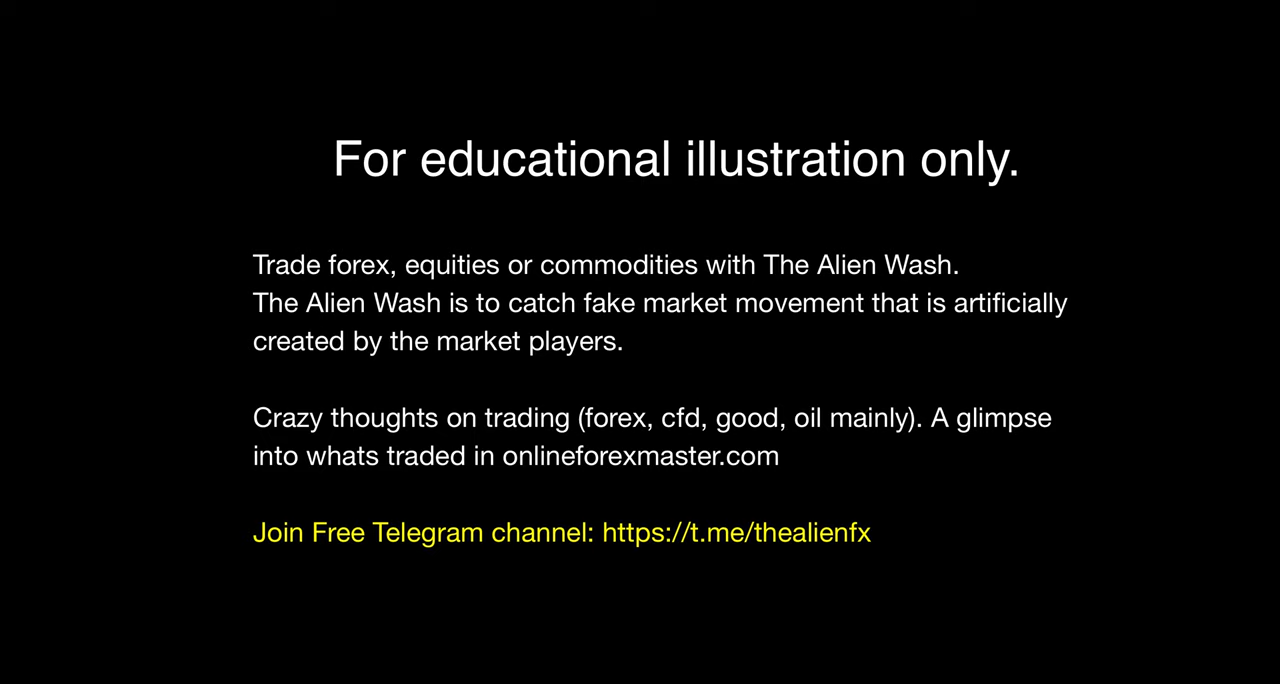 For educational illustration only.
Trade forex, equities or commodities with The Alien Wash.
The Alien Wash is to catch fake market movement that is artificially
created by the market players.
Crazy thoughts on trading (forex, cfd, good, oil mainly). A glimpse
into whats traded in onlineforexmaster.com
Join Free Telegram channel: https://t.me/thealienfx